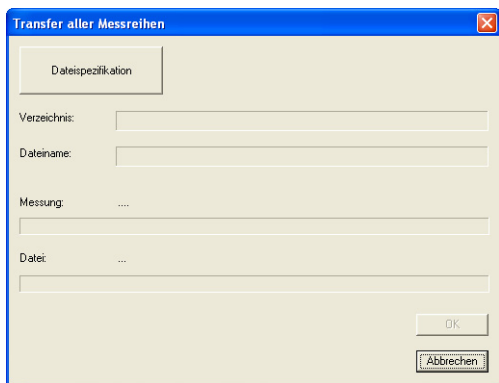 Transfer aller Messreihen
Dateispezifikation
Verzeichnis:
Dateiname:
Messung: ....
Datei: ...
OK
Abbrechen